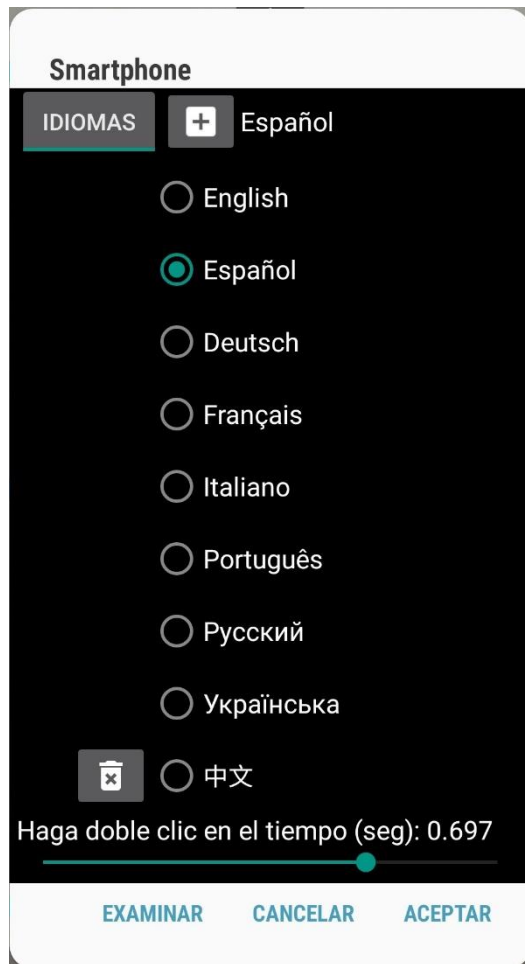 Smartphone
IDIOMAS Español
English
Español
Deutsch
Français
Italiano
Português
Русский
Українська
中文
Haga doble clic en el tiempo (seg): 0.697
EXAMINAR CANCELAR ACEPTAR